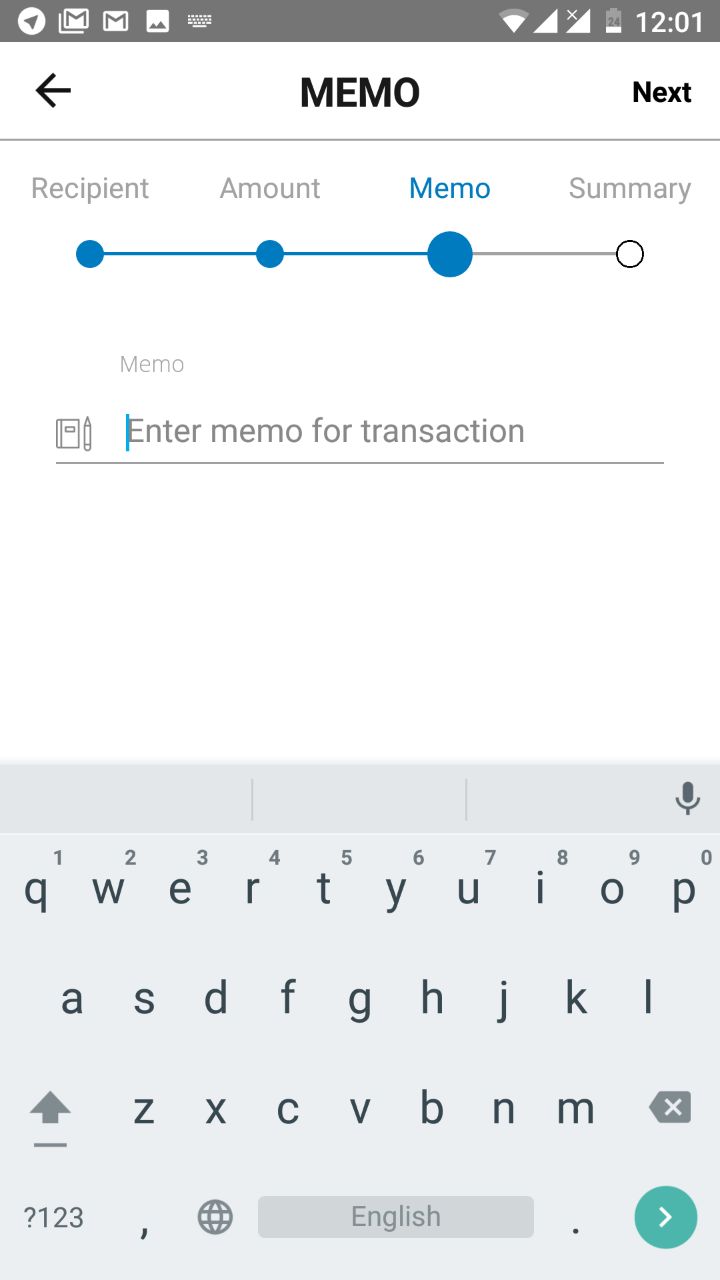 24 12:01
MEMO Next
Recipient Amount Memo Summary
Memo
Enter memo for transaction
1 2 3 4 5 6 7 8 9 0
q w e r t y u i o p
a s d f g h j k l
z x c v b n m
?123 , English .